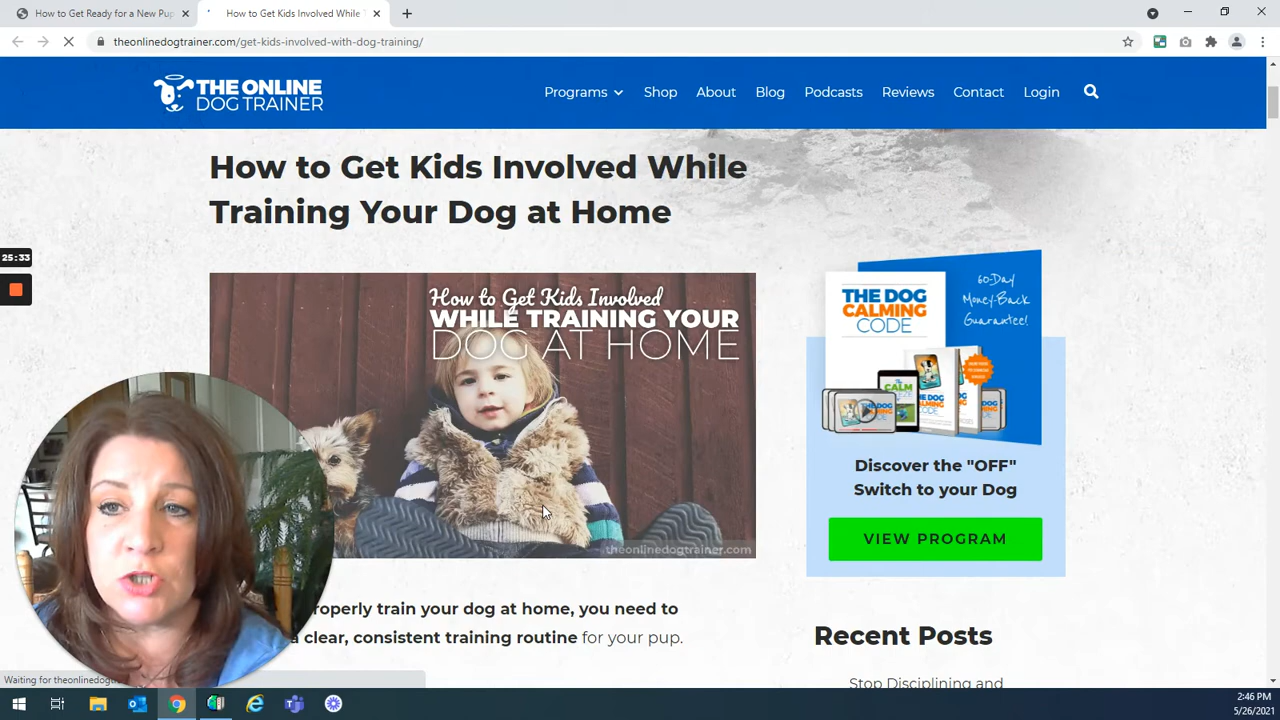 How to Get Ready for a New Pup
How to Get Kids Involved While T
theonlinedogtrainer.com/get-kids-involved-with-dog-training/
THE ONLINE
DOG TRAINER
Programs Shop About Blog Podcasts Reviews Contact Login
How to Get Kids Involved While
Training Your Dog at Home
25:33
How to Get Kids Involved
WHILE TRAINING YOUR
DOG AT HOME
theonlinedogtrainer.com
60-Day
Money-Back
Guarantee!
THE DOG
CALMING
CODE
Discover the "OFF"
Switch to your Dog
VIEW PROGRAM
roperly train your dog at home, you need to
a clear, consistent training routine for your pup.
Recent Posts
Stop Disciplining and
Waiting for theonlinedogt
2:46 PM
5/26/2021